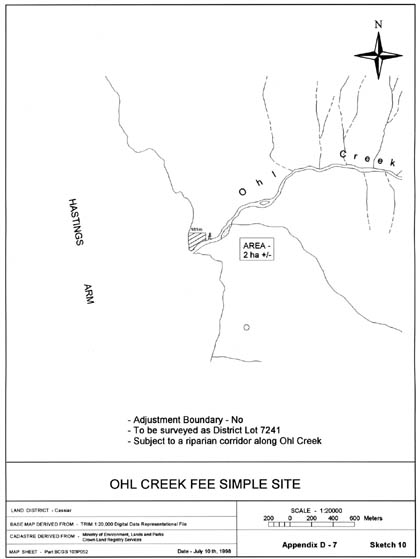 N
Ohl Creek
HASTINGS
ARM
AREA -
2 ha +/-
- Adjustment Boundary - No
- To be surveyed as District Lot 7241
- Subject to a riparian corridor along Ohl Creek
OHL CREEK FEE SIMPLE SITE
LAND DISTRICT - Cassiar
BASE MAP DERIVED FROM - TRIM 1:20,000 Digital Data Representational File
CADASTRE DERIVED FROM - Ministry of Environment, Lands and Parks
Crown Land Registry Services
MAP SHEET - Part BCGS 103P052
Date - July 10th, 1998
SCALE - 1:20000
200 0 200 400 600 Meters
Appendix D - 7
Sketch 10